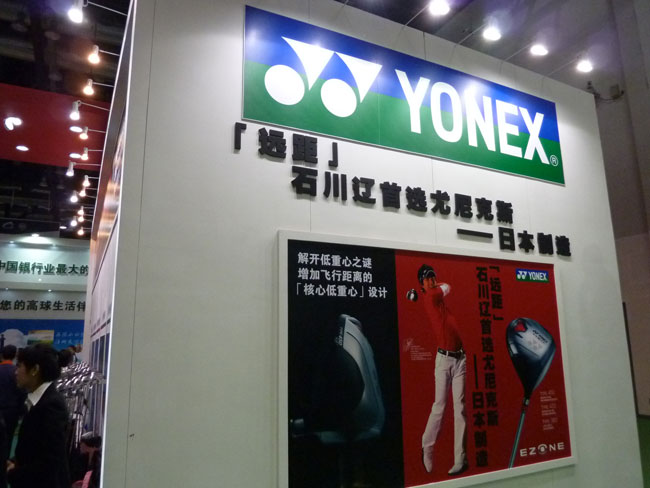 YONEX®
「远距」
石川辽首选尤尼克斯
——日本制造
解开低重心之谜
增加飞行距离的
「核心低重心」设计
「远距」
石川辽首选尤尼克斯
——日本制造
YONEX
EZONE
中国银行业最大的
您的高球生活伴